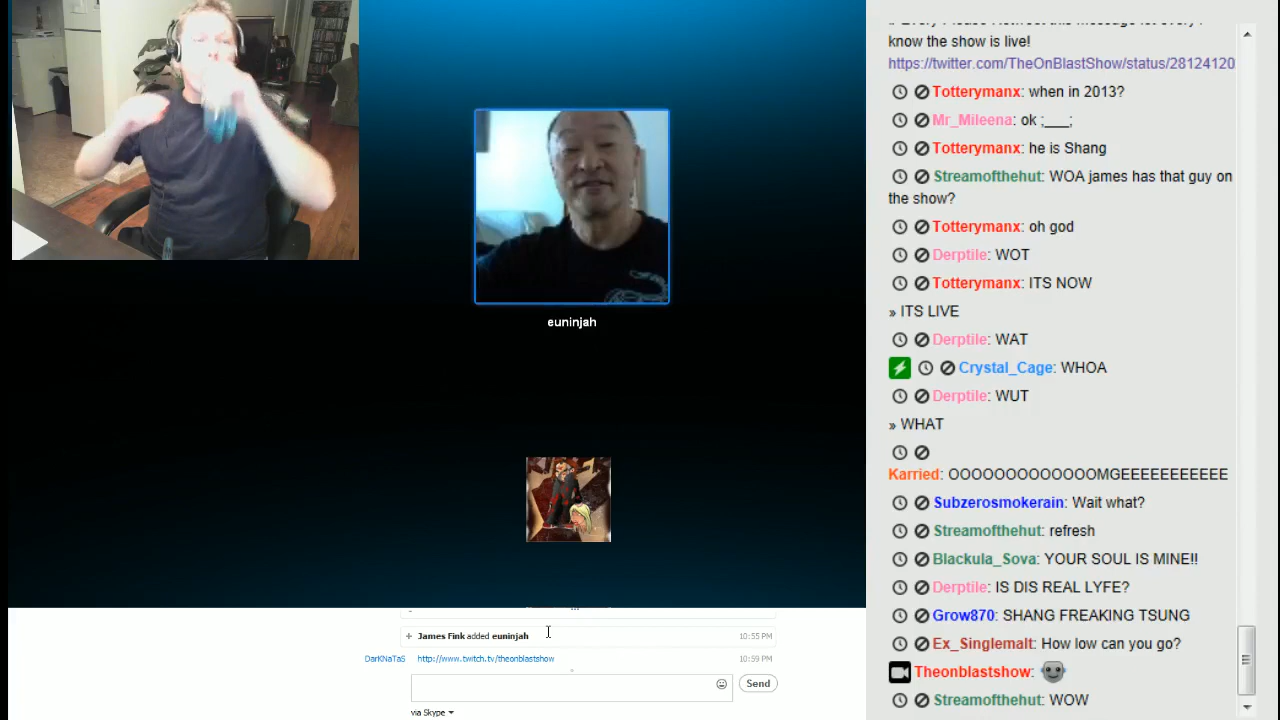 know the show is live!
https://twitter.com/TheOnBlastShow/status/28124120
Totterymanx: when in 2013?
Mr_Mileena: ok ;___;
Totterymanx: he is Shang
Streamofthehut: WOA james has that guy on
the show?
Totterymanx: oh god
Derptile: WOT
Totterymanx: ITS NOW
» ITS LIVE
Derptile: WAT
Crystal_Cage: WHOA
Derptile: WUT
» WHAT
Karried: OOOOOOOOOOOOOMGEEEEEEEEEEE
Subzerosmokerain: Wait what?
Streamofthehut: refresh
Blackula_Sova: YOUR SOUL IS MINE!!
Derptile: IS DIS REAL LYFE?
Grow870: SHANG FREAKING TSUNG
Ex_Singlemalt: How low can you go?
Theonblastshow:
Streamofthehut: WOW
euninjah
James Fink added euninjah 10:55 PM
DarKNaTaS http://www.twitch.tv/theonblastshow 10:59 PM
Send
via Skype